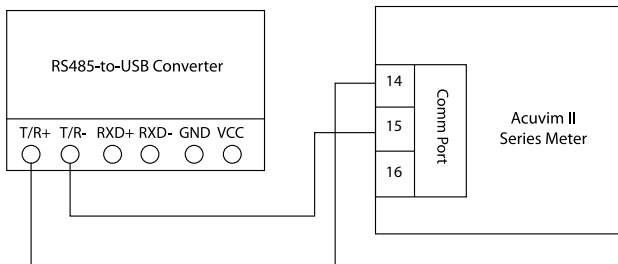 RS485-to-USB Converter
T/R+ T/R- RXD+ RXD- GND VCC
14
15
16
Comm Port
Acuvim II
Series Meter